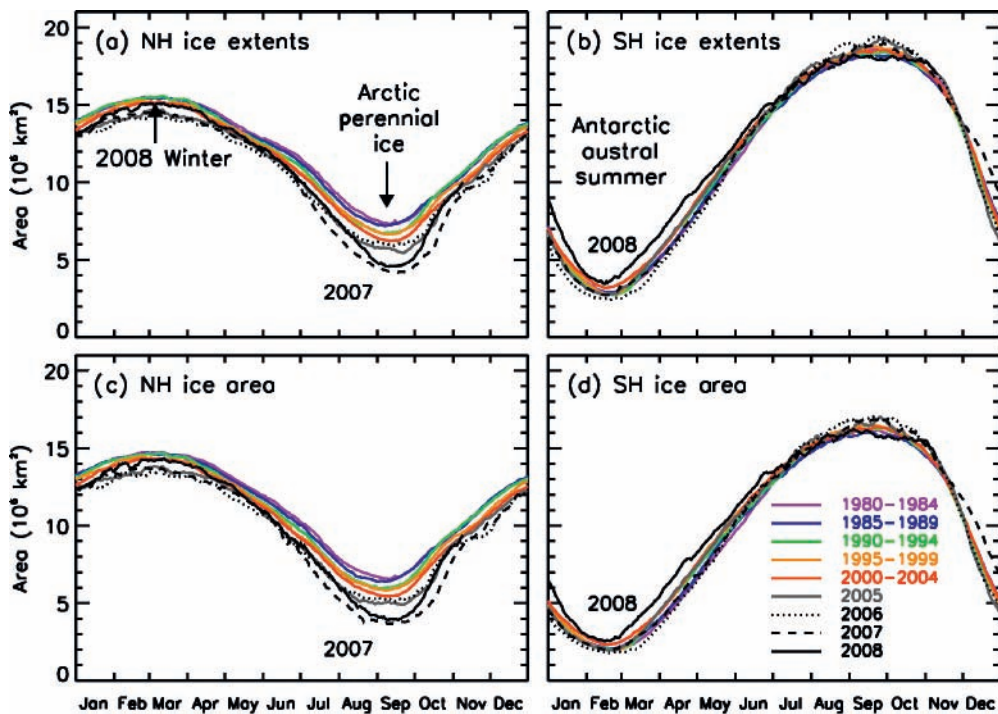 (a) NH ice extents
(b) SH ice extents
20
15
10
5
0
Area (10⁶ km²)
Arctic
perennial
ice
2008 Winter
2007
Antarctic
austral
summer
2008
(c) NH ice area
(d) SH ice area
20
15
10
5
0
Area (10⁶ km²)
2007
2008
1980-1984
1985-1989
1990-1994
1995-1999
2000-2004
2005
2006
2007
2008
Jan Feb Mar Apr May Jun Jul Aug Sep Oct Nov Dec
Jan Feb Mar Apr May Jun Jul Aug Sep Oct Nov Dec